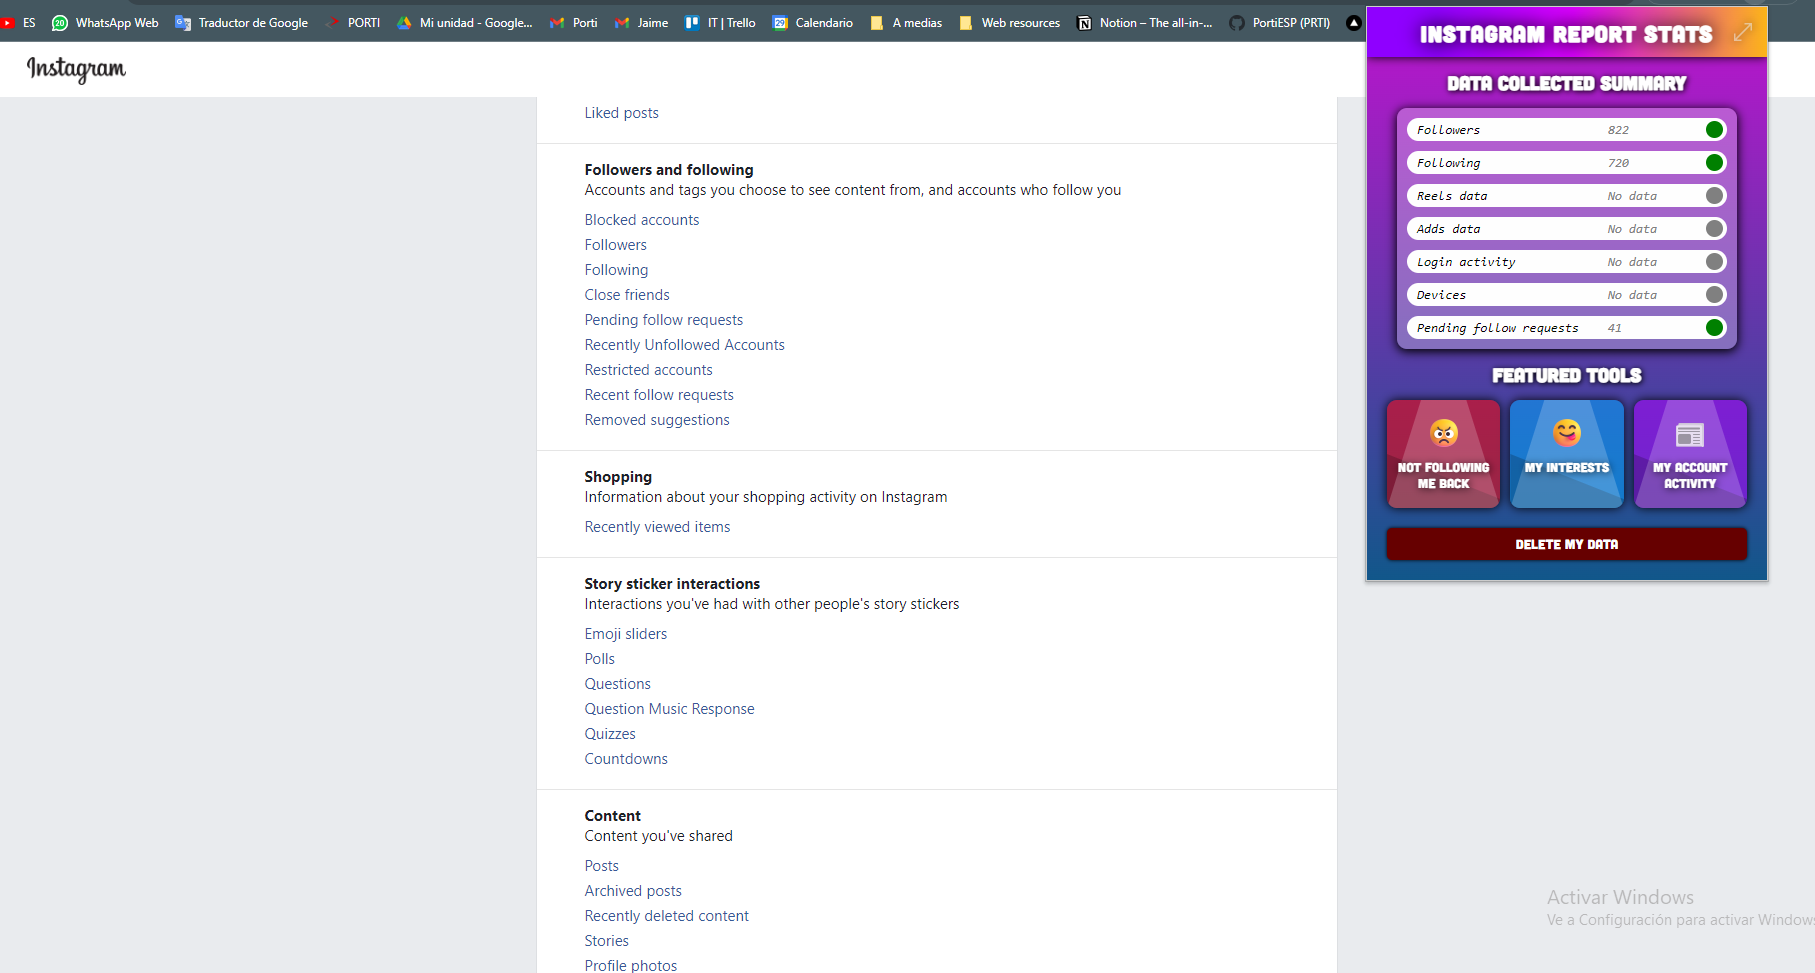 ES
WhatsApp Web
Traductor de Google
PORTI
Mi unidad - Google...
Porti
Jaime
IT | Trello
Calendario
A medias
Web resources
Notion – The all-in-...
PortiESP (PRTI)
Instagram
Liked posts
Followers and following
Accounts and tags you choose to see content from, and accounts who follow you
Blocked accounts
Followers
Following
Close friends
Pending follow requests
Recently Unfollowed Accounts
Restricted accounts
Recent follow requests
Removed suggestions
Shopping
Information about your shopping activity on Instagram
Recently viewed items
Story sticker interactions
Interactions you've had with other people's story stickers
Emoji sliders
Polls
Questions
Question Music Response
Quizzes
Countdowns
Content
Content you've shared
Posts
Archived posts
Recently deleted content
Stories
Profile photos
INSTAGRAM REPORT STATS
DATA COLLECTED SUMMARY
Followers 822
Following 720
Reels data No data
Adds data No data
Login activity No data
Devices No data
Pending follow requests 41
FEATURED TOOLS
NOT FOLLOWING
ME BACK
MY INTERESTS
MY ACCOUNT
ACTIVITY
DELETE MY DATA
Activar Windows
Ve a Configuración para activar Windows